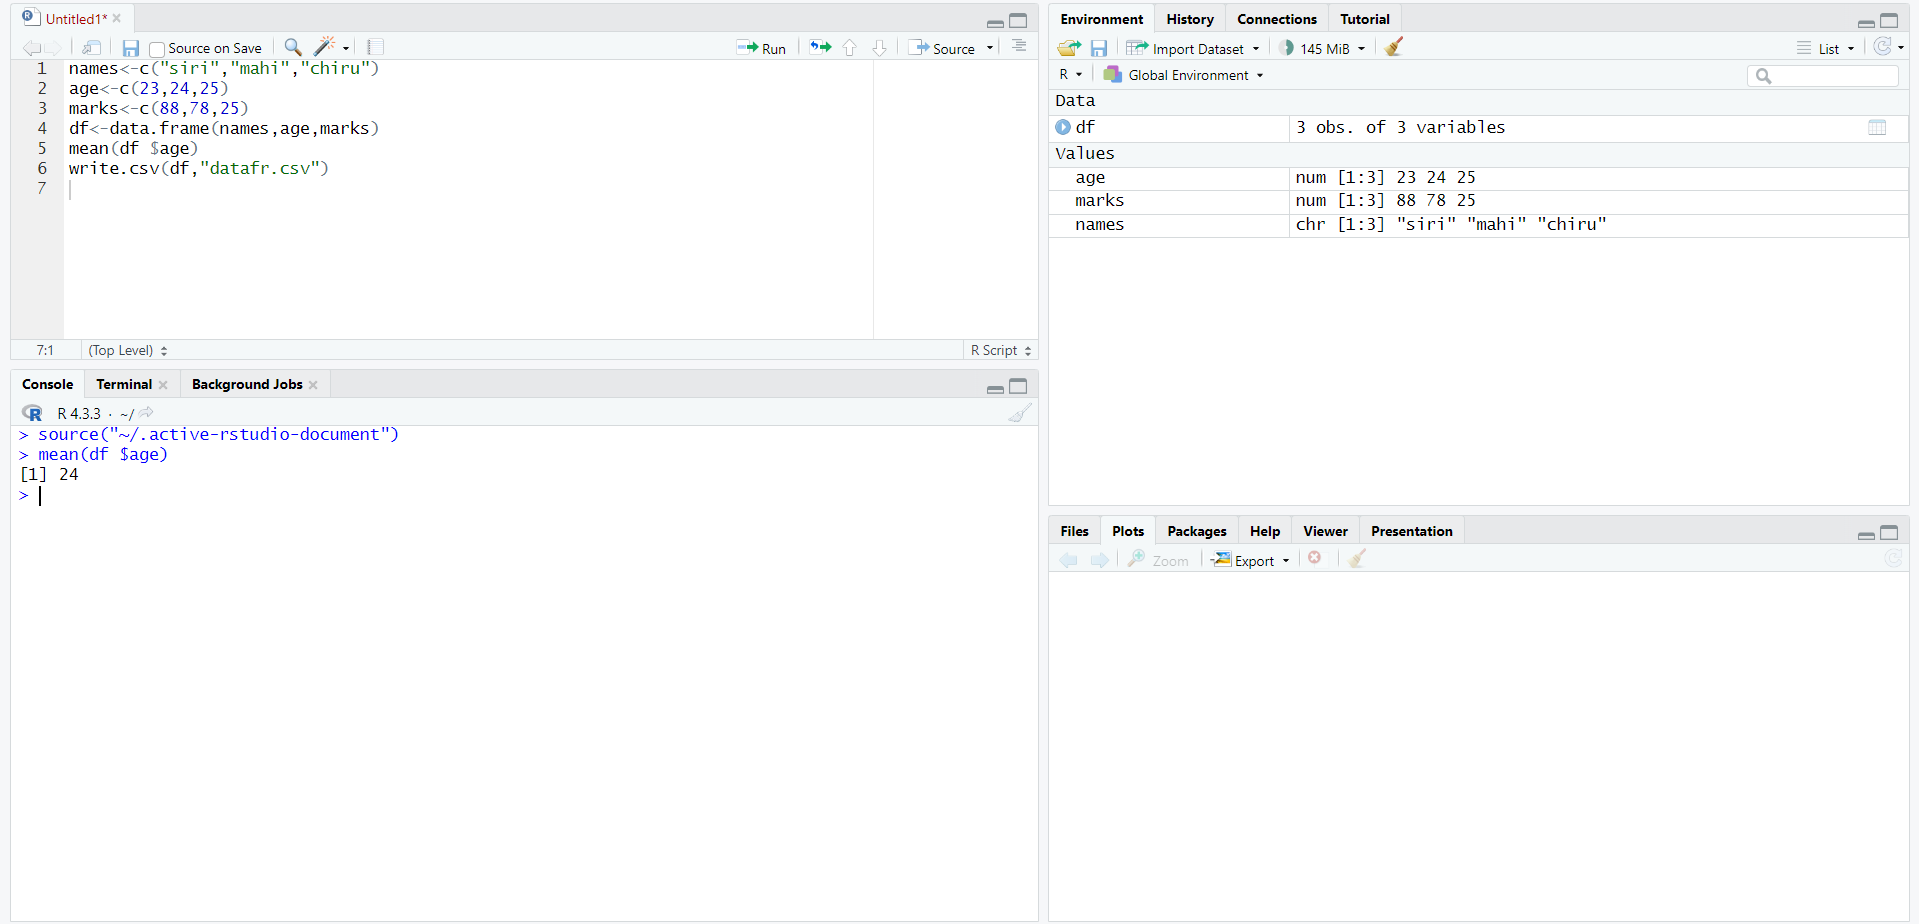 Untitled1*
Source on Save
Run
Source
1 names<-c("siri","mahi","chiru")
2 age<-c(23,24,25)
3 marks<-c(88,78,25)
4 df<-data.frame(names,age,marks)
5 mean(df $age)
6 write.csv(df,"datafr.csv")
7
7:1 (Top Level) R Script
Console Terminal Background Jobs
R R 4.3.3 · ~/
> source("~/.active-rstudio-document")
> mean(df $age)
[1] 24
>
Environment History Connections Tutorial
Import Dataset 145 MiB List
R Global Environment
Data
df 3 obs. of 3 variables
Values
age num [1:3] 23 24 25
marks num [1:3] 88 78 25
names chr [1:3] "siri" "mahi" "chiru"
Files Plots Packages Help Viewer Presentation
Zoom Export